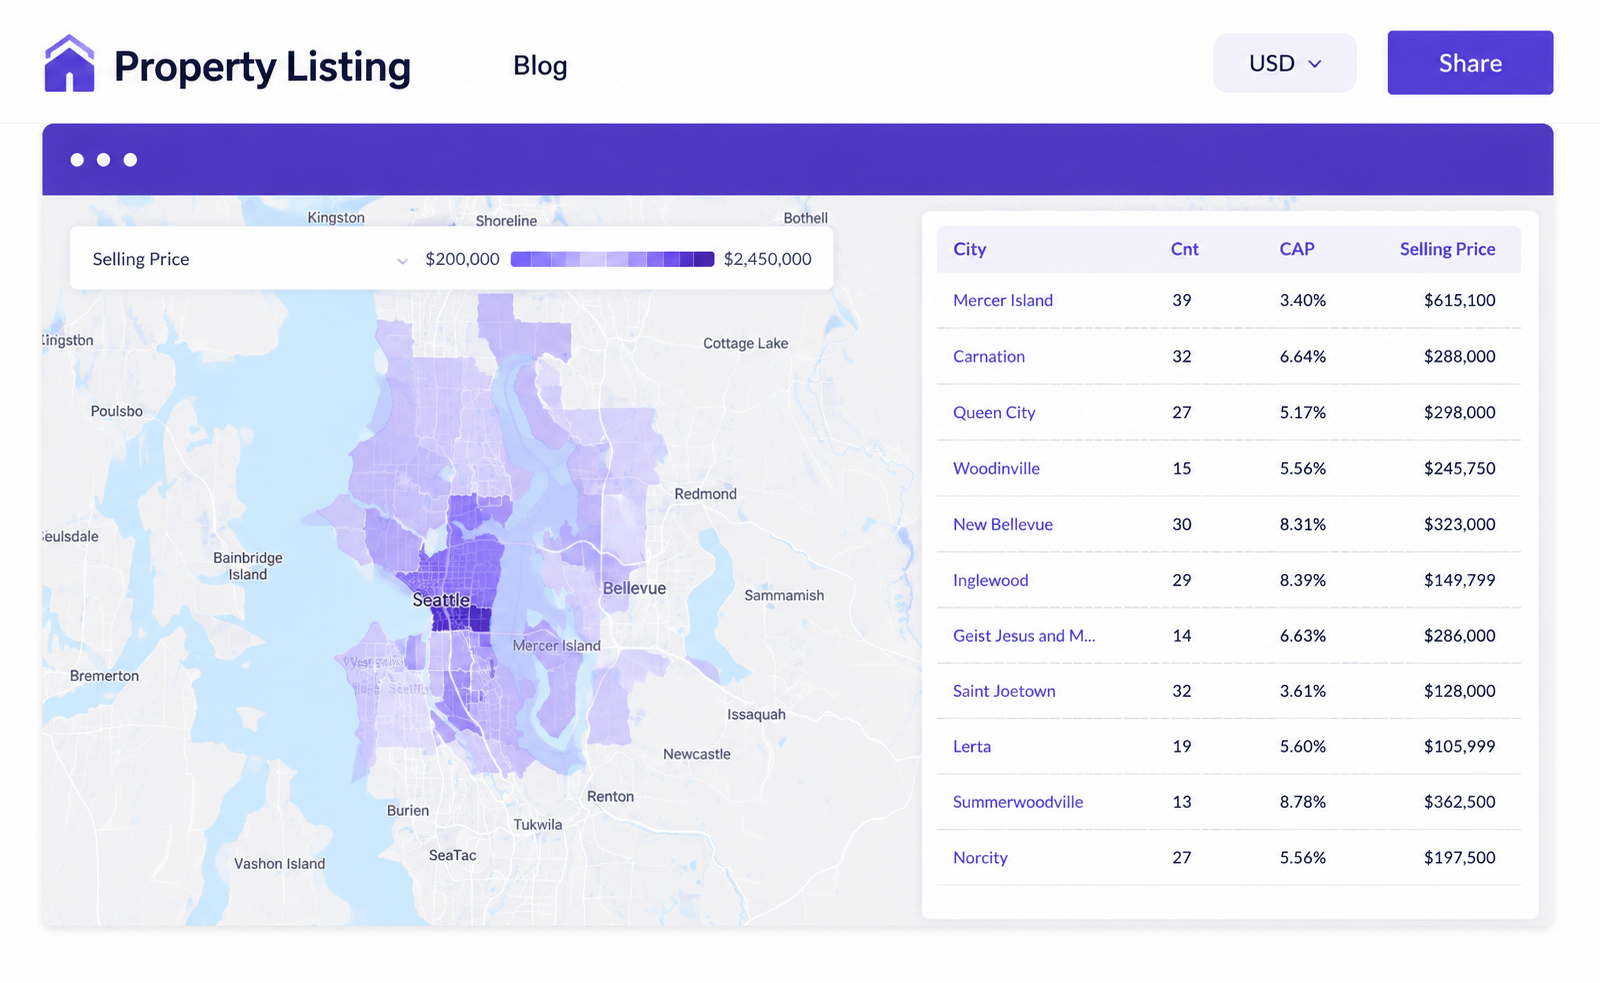 Property Listing
Blog
USD
Share
Kingston
Shoreline
Bothell
Selling Price
$200,000
$2,450,000
Cottage Lake
Poulsbo
Redmond
Bainbridge
Island
Seattle
Bellevue
Sammamish
Mercer Island
Bremerton
Issaquah
Newcastle
Renton
Burien
Tukwila
SeaTac
Vashon Island
City Cnt CAP Selling Price
Mercer Island 39 3.40% $615,100
Carnation 32 6.64% $288,000
Queen City 27 5.17% $298,000
Woodinville 15 5.56% $245,750
New Bellevue 30 8.31% $323,000
Inglewood 29 8.39% $149,799
Geist Jesus and M... 14 6.63% $286,000
Saint Joetown 32 3.61% $128,000
Lerta 19 5.60% $105,999
Summerwoodville 13 8.78% $362,500
Norcity 27 5.56% $197,500